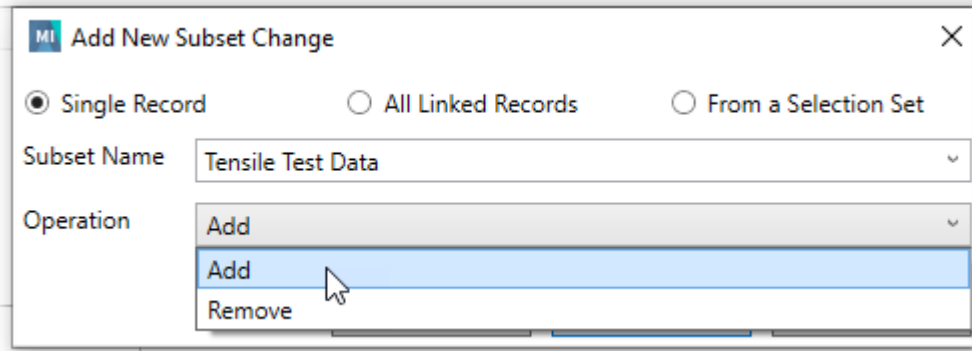 MI Add New Subset Change
Single Record All Linked Records From a Selection Set
Subset Name Tensile Test Data
Operation Add
Add
Remove